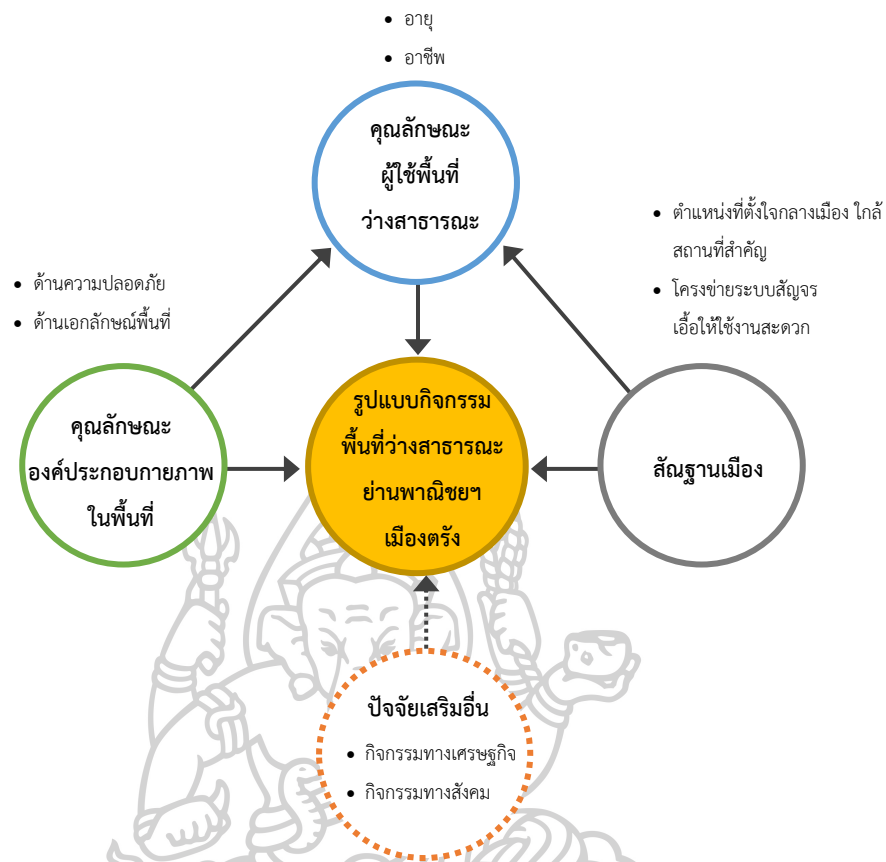 • อายุ
• อาชีพ
คุณลักษณะ
ผู้ใช้พื้นที่
ว่างสาธารณะ
• ตำแหน่งที่ตั้งใจกลางเมือง ใกล้
สถานที่สำคัญ
• โครงข่ายระบบสัญจร
เอื้อให้ใช้งานสะดวก
• ด้านความปลอดภัย
• ด้านเอกลักษณ์พื้นที่
คุณลักษณะ
องค์ประกอบกายภาพ
ในพื้นที่
รูปแบบกิจกรรม
พื้นที่ว่างสาธารณะ
ย่านพาณิชยฯ
เมืองตรัง
สัณฐานเมือง
ปัจจัยเสริมอื่น
• กิจกรรมทางเศรษฐกิจ
• กิจกรรมทางสังคม